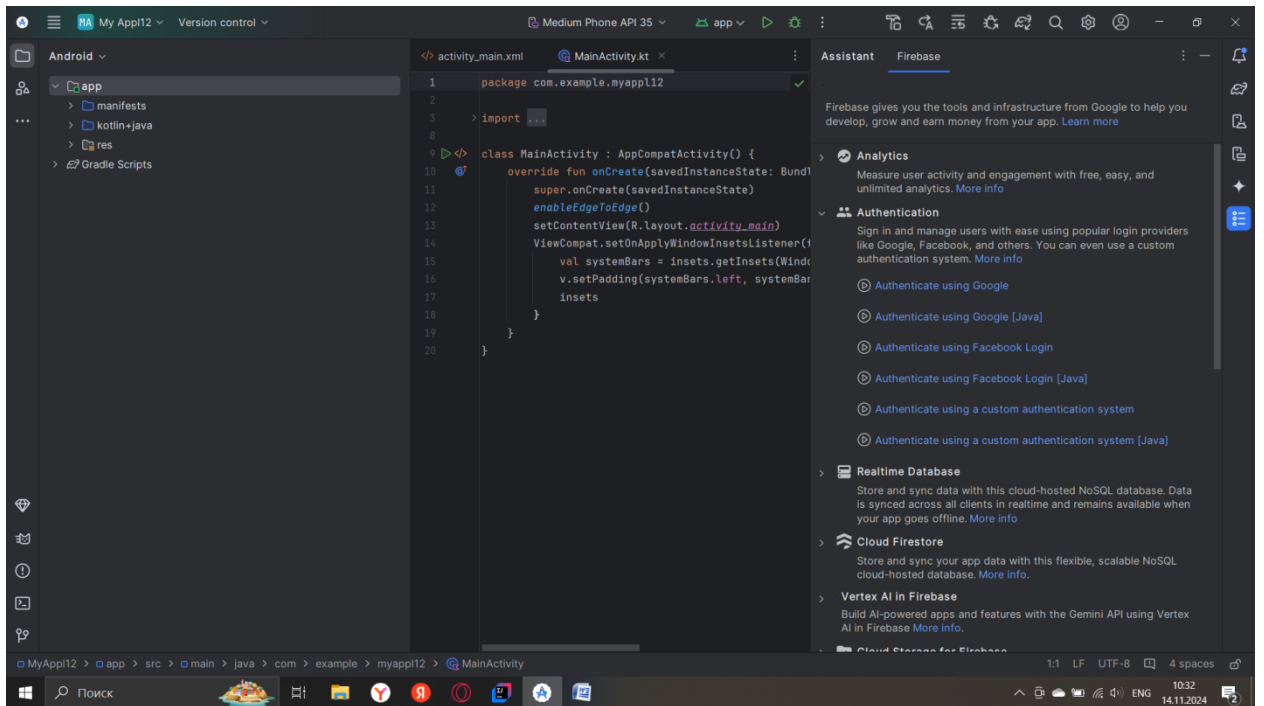 MA My Appl12 Version control Medium Phone API 35 app
Android
app
manifests
kotlin+java
res
Gradle Scripts
activity_main.xml MainActivity.kt
1 package com.example.myappl12
2
3 import ...
8
9 class MainActivity : AppCompatActivity() {
10 override fun onCreate(savedInstanceState: Bundl
11 super.onCreate(savedInstanceState)
12 enableEdgeToEdge()
13 setContentView(R.layout.activity_main)
14 ViewCompat.setOnApplyWindowInsetsListener(f
15 val systemBars = insets.getInsets(Windo
16 v.setPadding(systemBars.left, systemBar
17 insets
18 }
19 }
20 }
Assistant Firebase
Firebase gives you the tools and infrastructure from Google to help you
develop, grow and earn money from your app. Learn more
Analytics
Measure user activity and engagement with free, easy, and
unlimited analytics. More info
Authentication
Sign in and manage users with ease using popular login providers
like Google, Facebook, and others. You can even use a custom
authentication system. More info
Authenticate using Google
Authenticate using Google [Java]
Authenticate using Facebook Login
Authenticate using Facebook Login [Java]
Authenticate using a custom authentication system
Authenticate using a custom authentication system [Java]
Realtime Database
Store and sync data with this cloud-hosted NoSQL database. Data
is synced across all clients in realtime and remains available when
your app goes offline. More info
Cloud Firestore
Store and sync your app data with this flexible, scalable NoSQL
cloud-hosted database. More info.
Vertex AI in Firebase
Build AI-powered apps and features with the Gemini API using Vertex
AI in Firebase More info.
Cloud Storage for Firebase
MyAppl12 > app > src > main > java > com > example > myappl12 > MainActivity 1:1 LF UTF-8 4 spaces
Поиск
ENG
10:32
14.11.2024
2